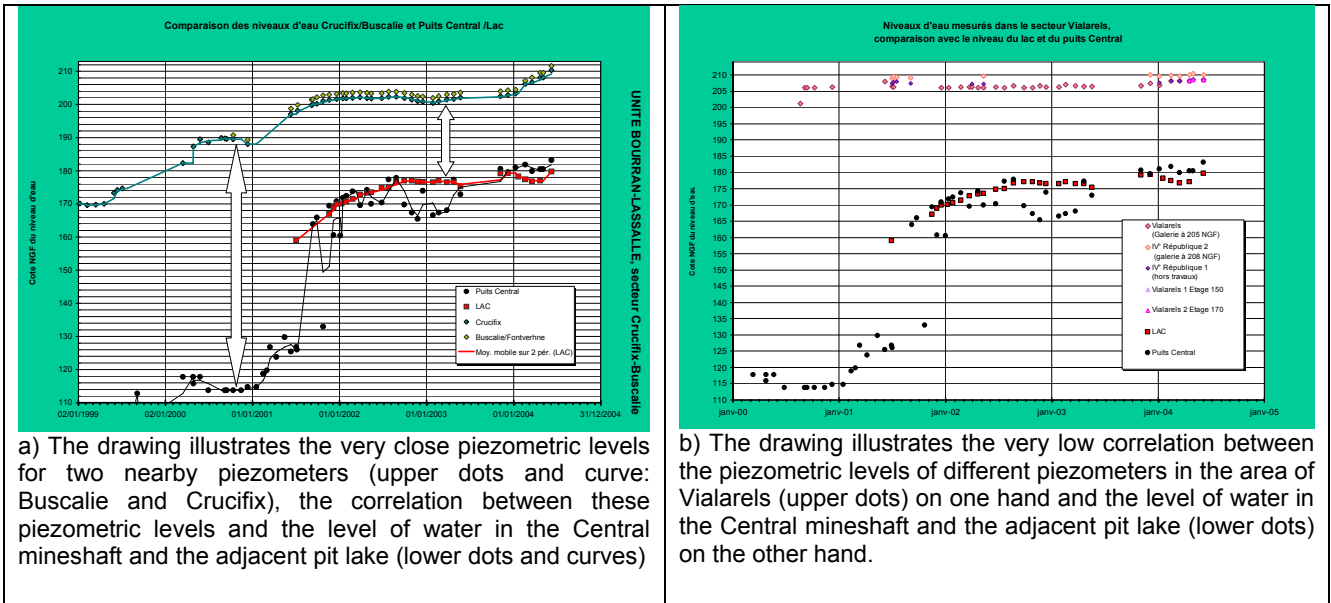 Comparaison des niveaux d'eau Crucifix/Buscalie et Puits Central /Lac
Cote NGF du niveau d'eau
210
200
190
180
170
160
150
140
130
120
110
02/01/1999
02/01/2000
01/01/2001
01/01/2002
01/01/2003
01/01/2004
31/12/2004
Puits Central
LAC
Crucifix
Buscalie/Fontverhne
Moy. mobile sur 2 pér. (LAC)
UNITE BOURRAN-LASSALLE, secteur Crucifix-Buscalie
a) The drawing illustrates the very close piezometric levels
for two nearby piezometers (upper dots and curve:
Buscalie and Crucifix), the correlation between these
piezometric levels and the level of water in the Central
mineshaft and the adjacent pit lake (lower dots and curves)
Niveaux d'eau mesurés dans le secteur Vialarels,
comparaison avec le niveau du lac et du puits Central
Cote NGF du niveau d'eau
210
205
200
195
190
185
180
175
170
165
160
155
150
145
140
135
130
125
120
115
110
janv-00
janv-01
janv-02
janv-03
janv-04
janv-05
Vialarels
(Galerie à 205 NGF)
IV° République 2
(galerie à 208 NGF)
IV° République 1
(hors travaux)
Vialarels 1 Etage 150
Vialarels 2 Etage 170
LAC
Puits Central
b) The drawing illustrates the very low correlation between
the piezometric levels of different piezometers in the area of
Vialarels (upper dots) on one hand and the level of water in
the Central mineshaft and the adjacent pit lake (lower dots)
on the other hand.